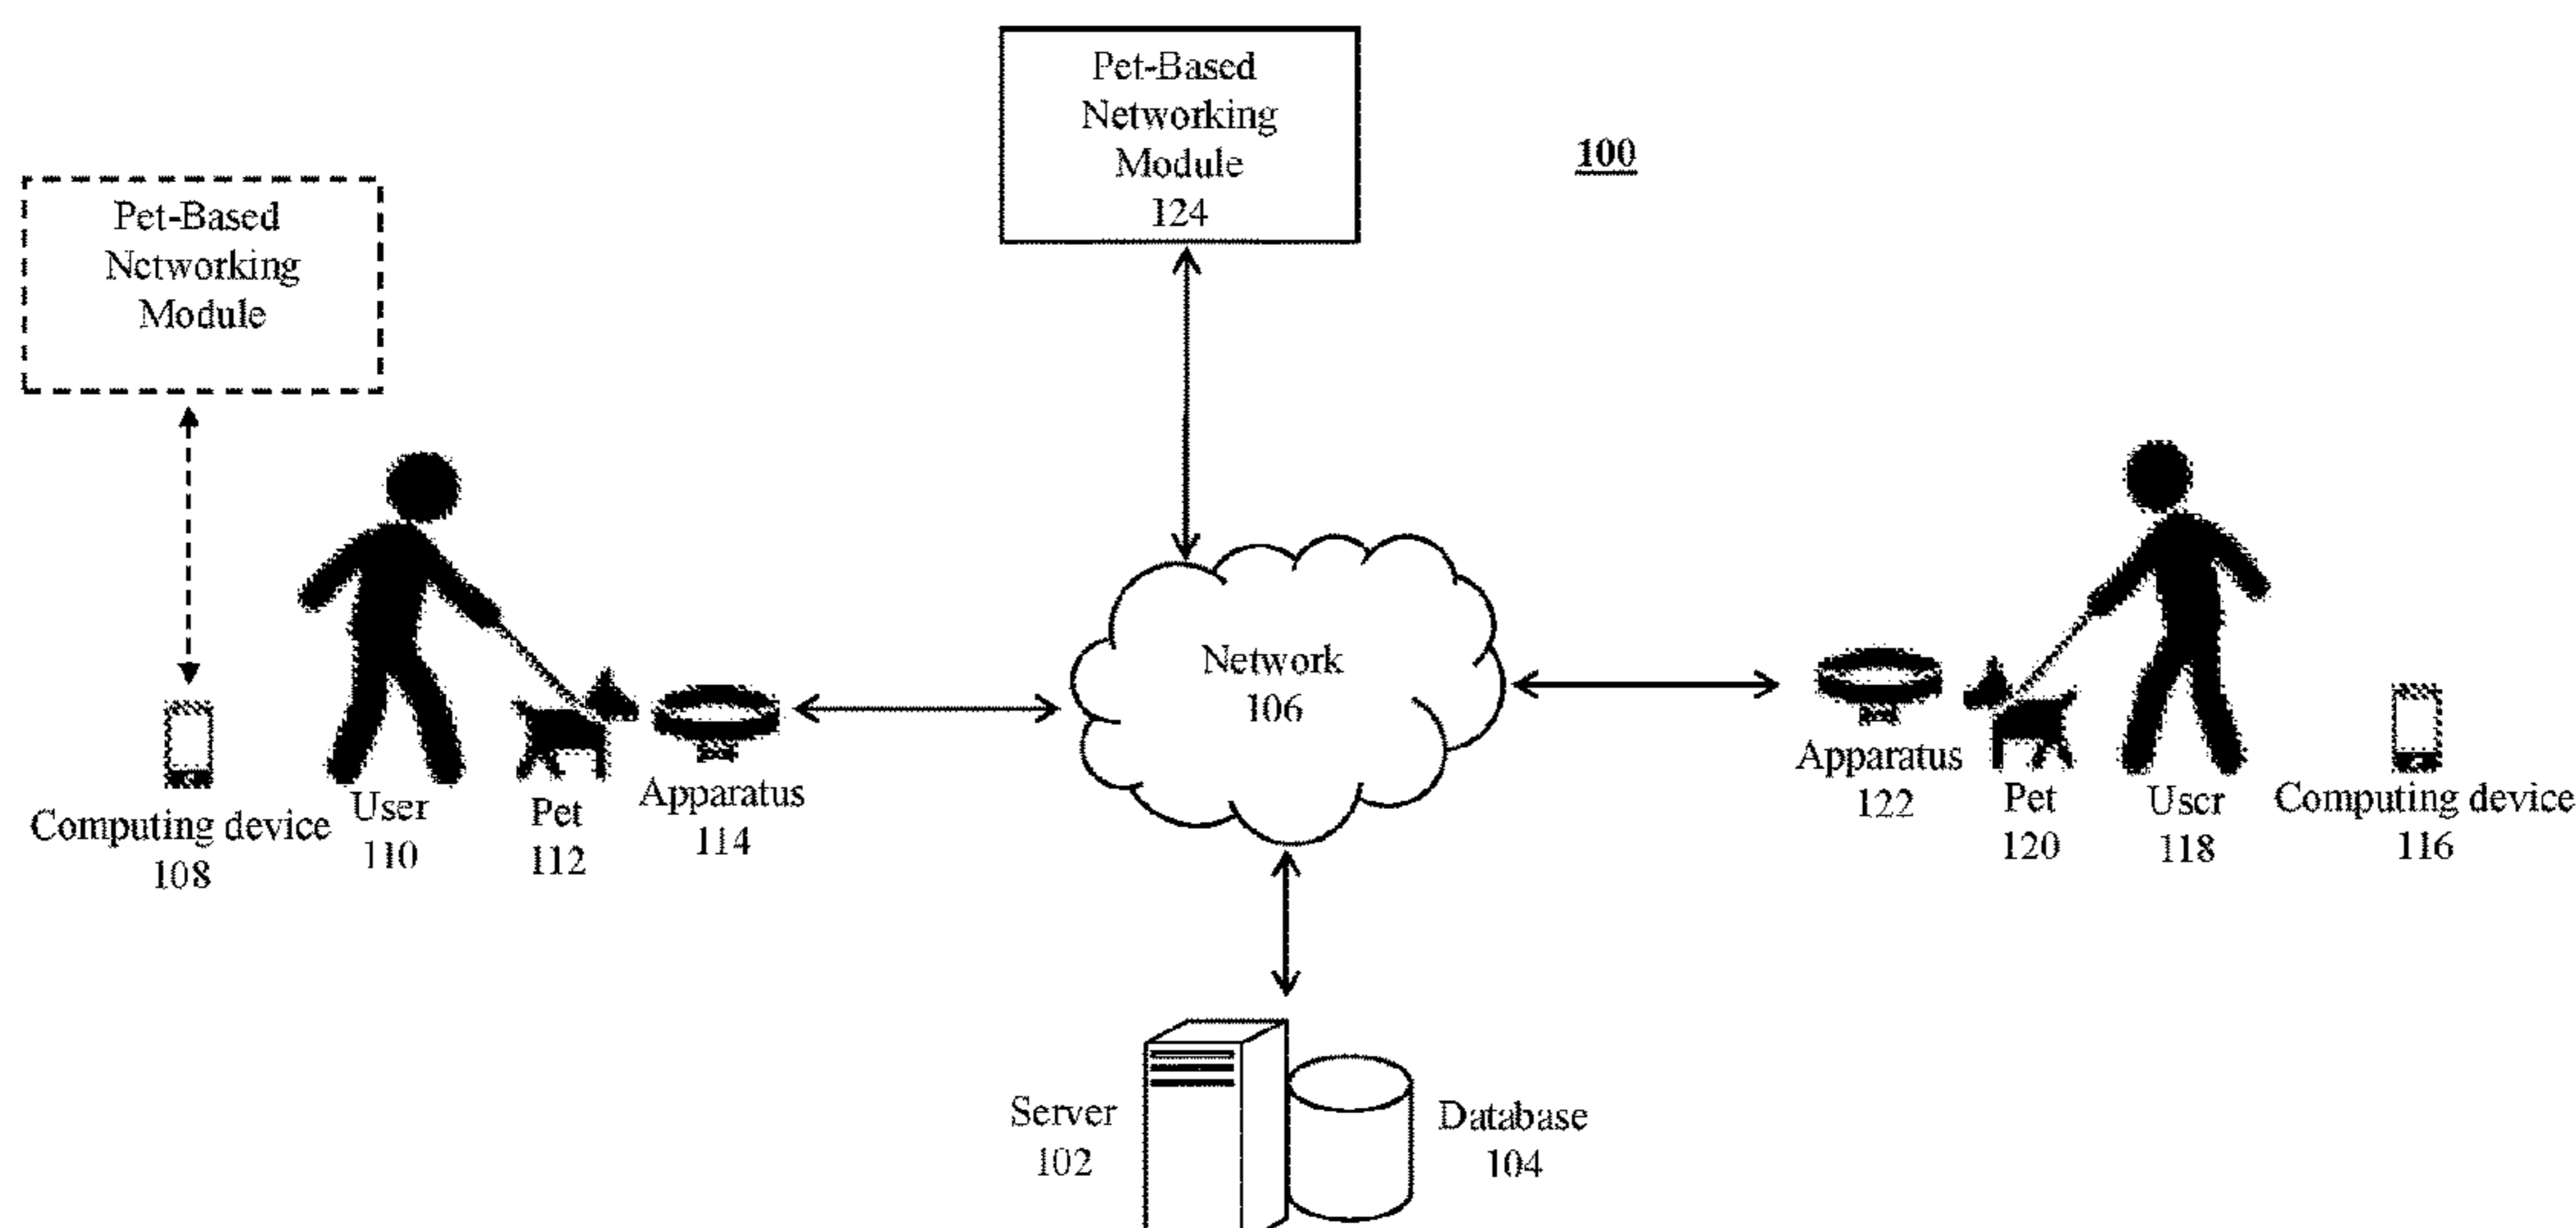 Pet-Based
Networking
Module
124
100
Pet-Based
Networking
Module
Network
106
Computing device
108
User
110
Pet
112
Apparatus
114
Apparatus
122
Pet
120
User
118
Computing device
116
Server
102
Database
104